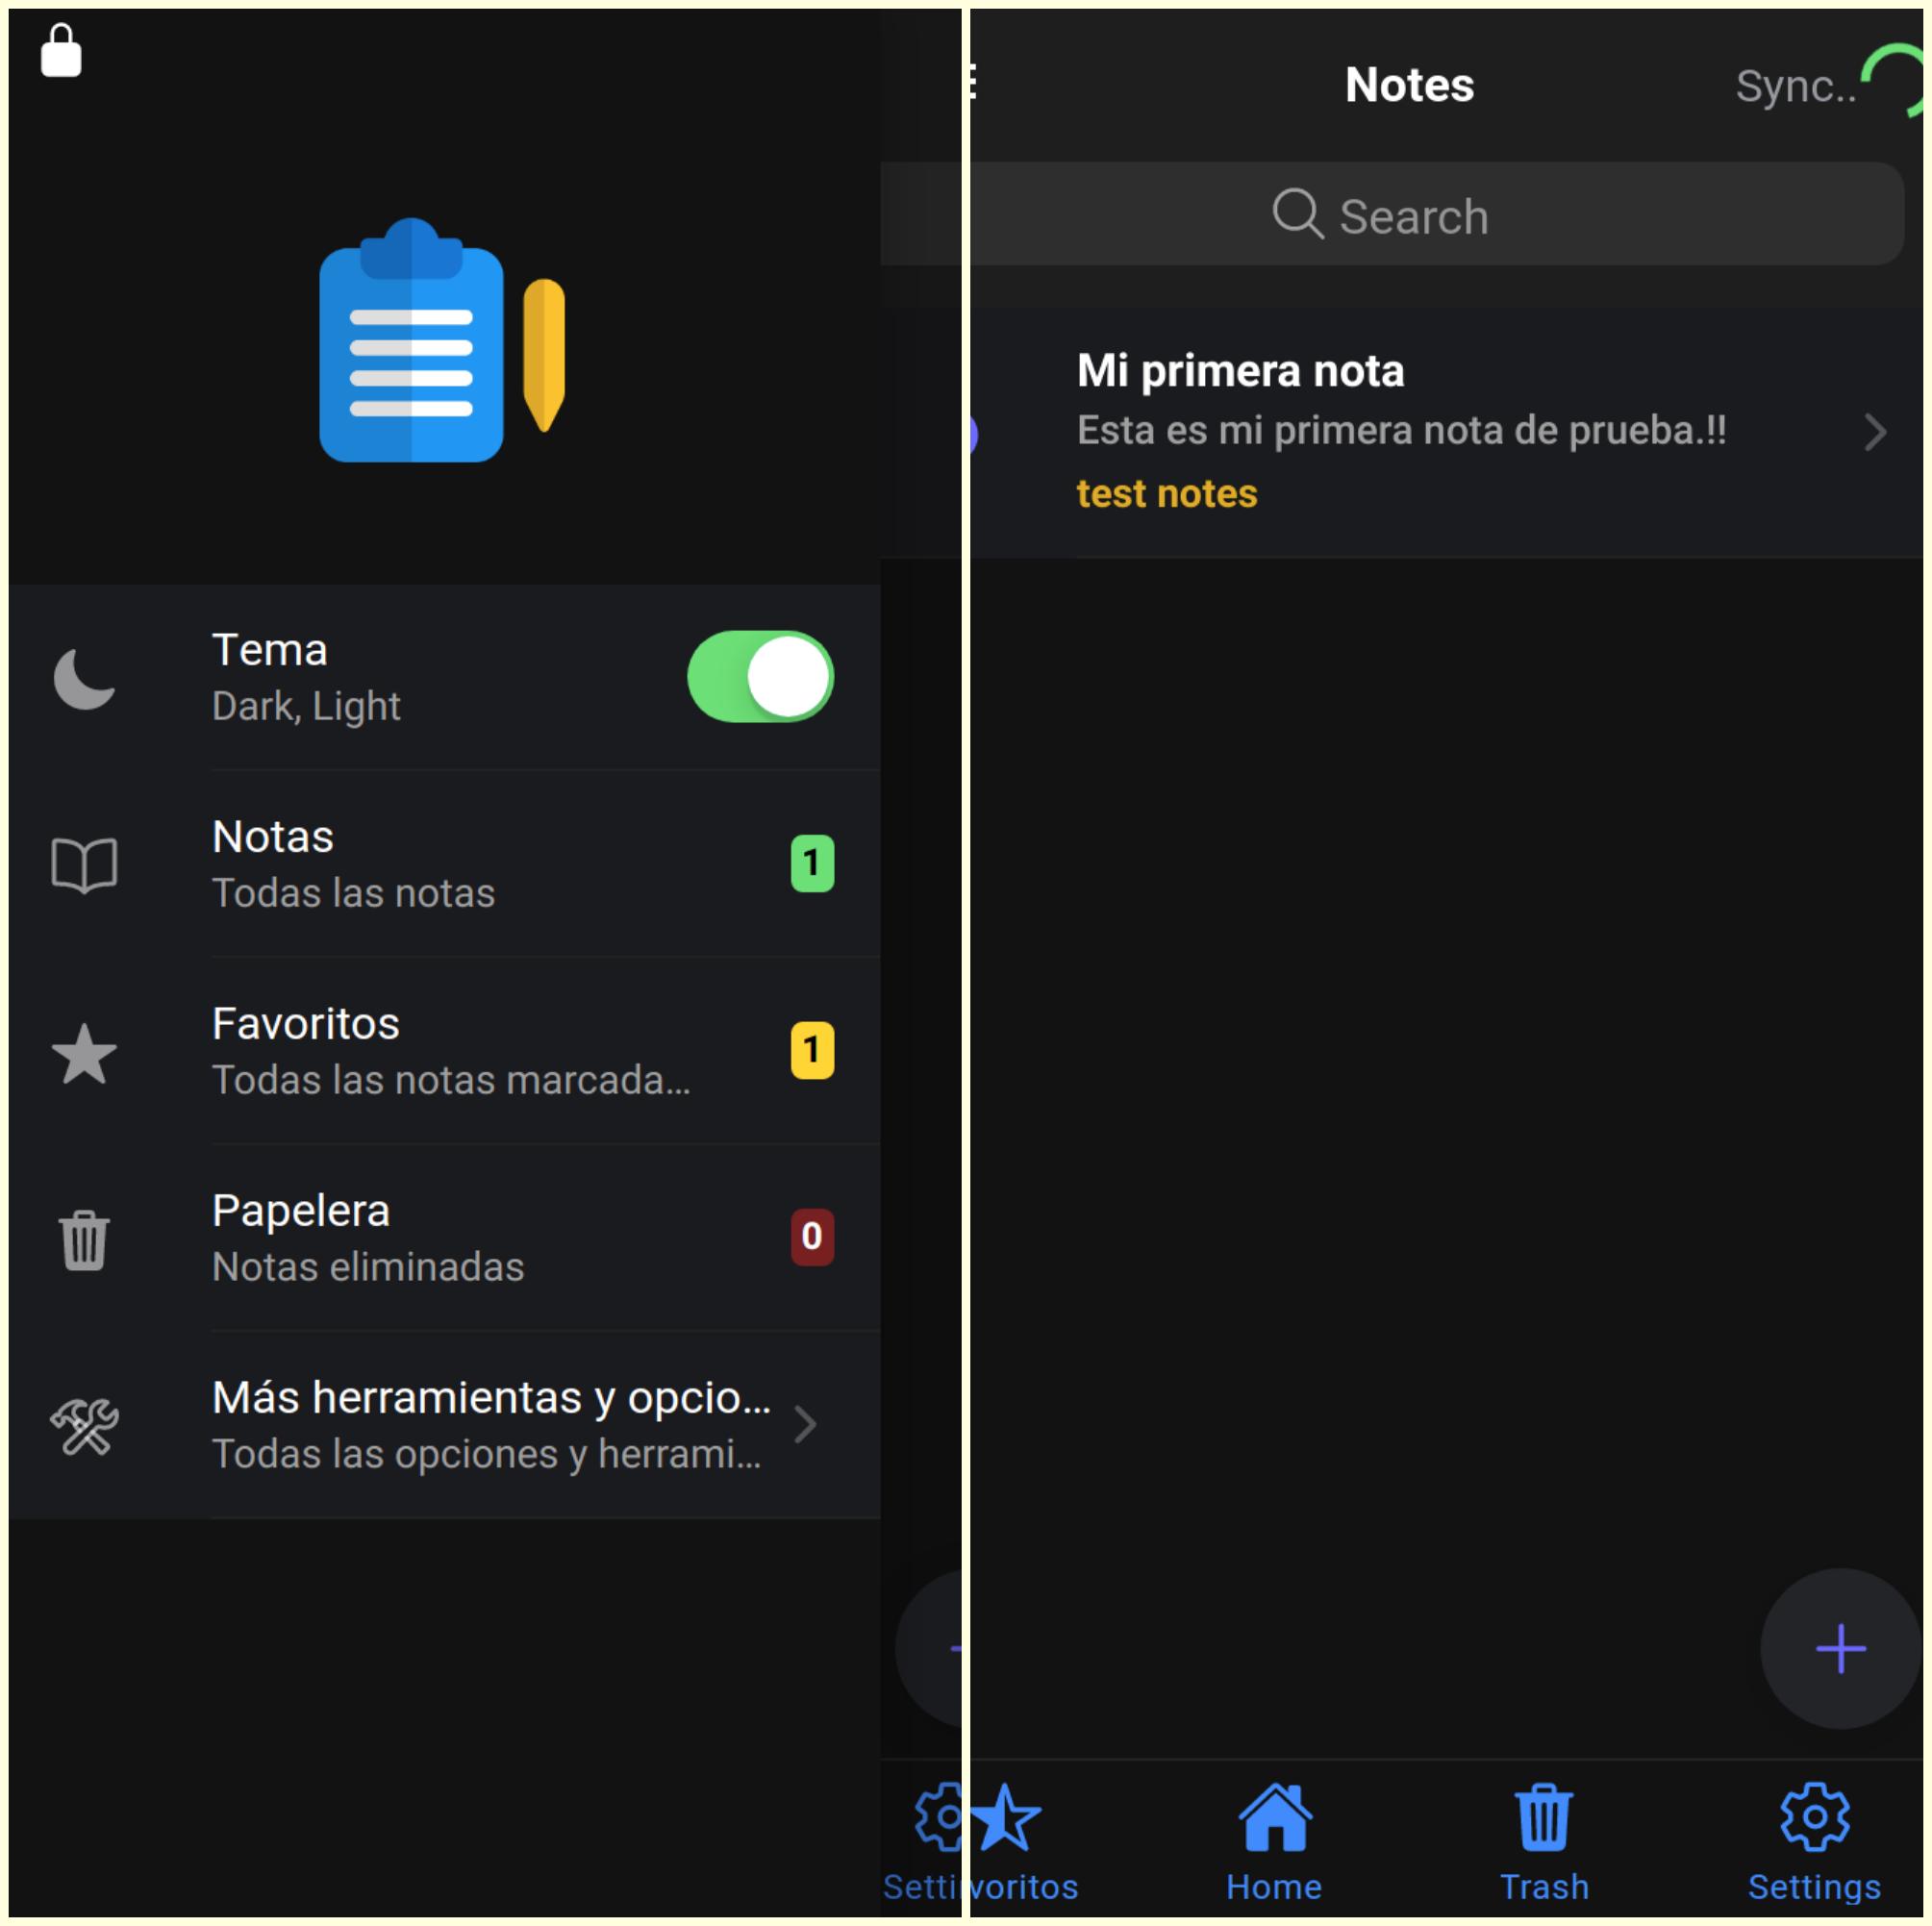 Tema
Dark, Light
Notas
1
Todas las notas
Favoritos
1
Todas las notas marcada...
Papelera
0
Notas eliminadas
Más herramientas y opcio...
Todas las opciones y herrami...
Setti
Notes
Sync..
Search
Mi primera nota
Esta es mi primera nota de prueba.!!
test notes
voritos
Home
Trash
Settings